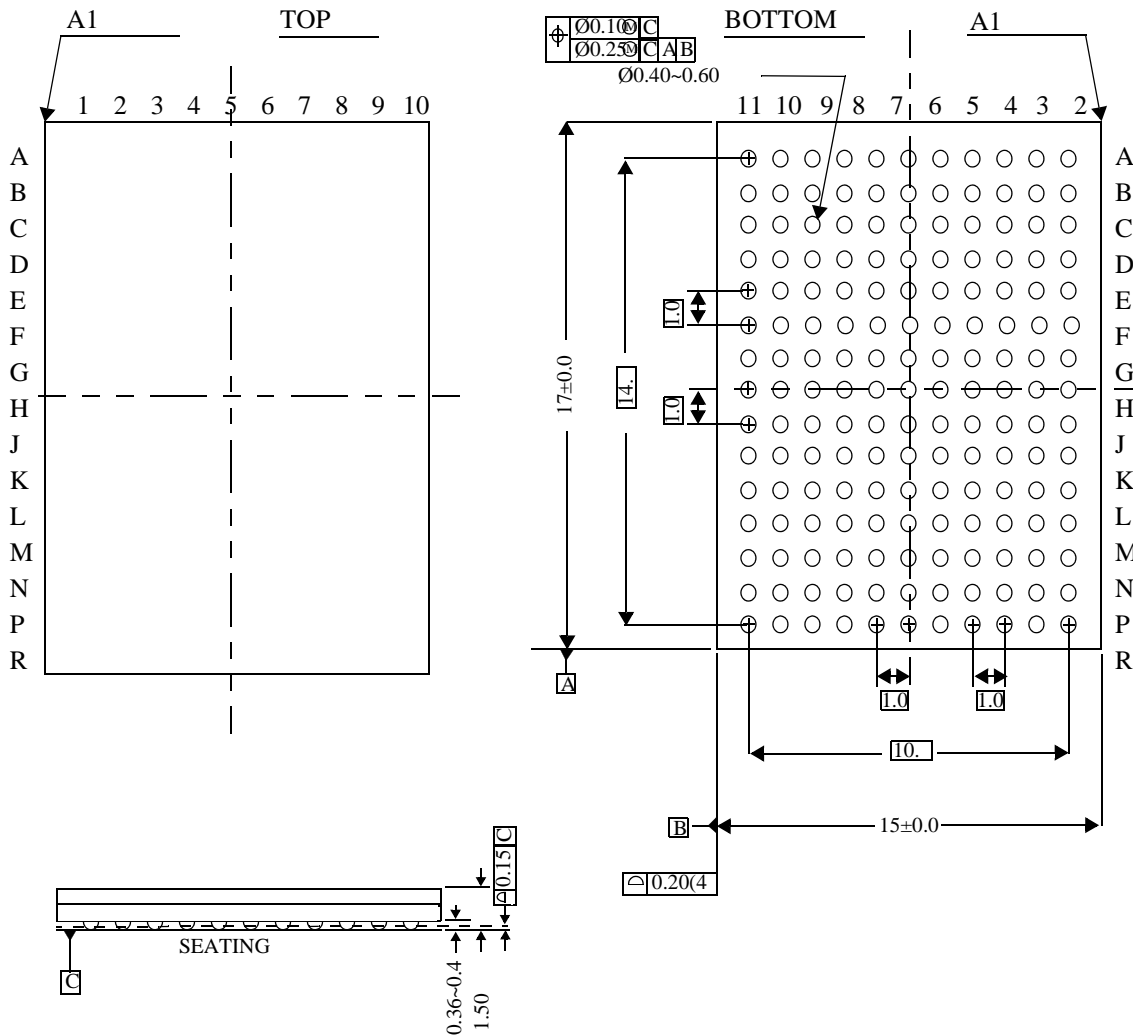 A1
TOP
1 2 3 4 5 6 7 8 9 10
A
B
C
D
E
F
G
H
J
K
L
M
N
P
R
Ø0.10Ⓜ C
Ø0.25Ⓜ C A B
Ø0.40~0.60
BOTTOM
A1
11 10 9 8 7 6 5 4 3 2
A
B
C
D
E
F
G
H
J
K
L
M
N
P
R
1.0
1.0
14.
17±0.0
A
1.0
1.0
10.
B
15±0.0
0.20(4
0.15 C
SEATING
C
0.36~0.4
1.50